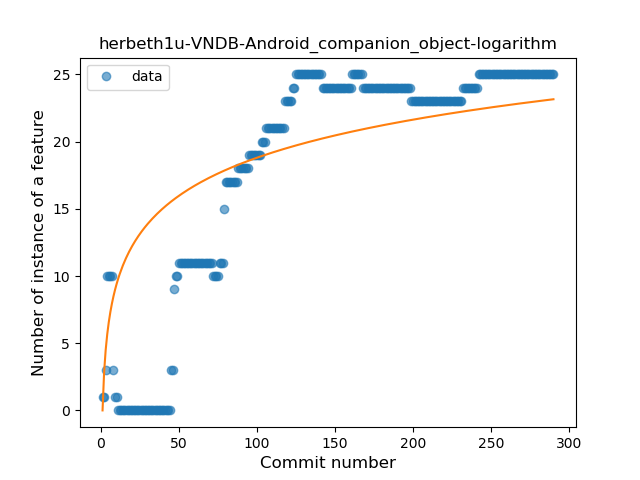 herbeth1u-VNDB-Android_companion_object-logarithm
data
Number of instance of a feature
25
20
15
10
5
0
0 50 100 150 200 250 300
Commit number